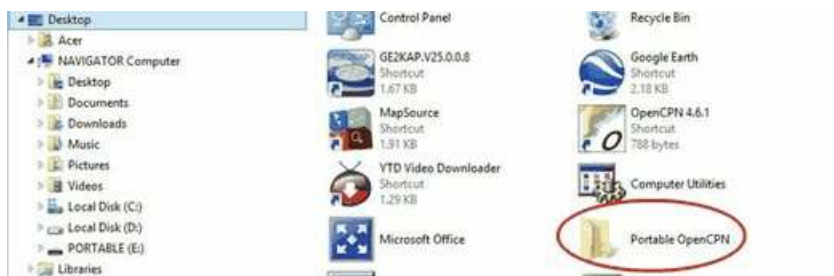 Desktop
Acer
NAVIGATOR Computer
Desktop
Documents
Downloads
Music
Pictures
Videos
Local Disk (C:)
Local Disk (D:)
PORTABLE (E:)
Libraries
Control Panel
Recycle Bin
GE2KAP.V25.0.0.8
Shortcut
1.67 KB
Google Earth
Shortcut
2.18 KB
MapSource
Shortcut
1.91 KB
OpenCPN 4.6.1
Shortcut
788 bytes
YTD Video Downloader
Shortcut
1.29 KB
Computer Utilities
Microsoft Office
Portable OpenCPN